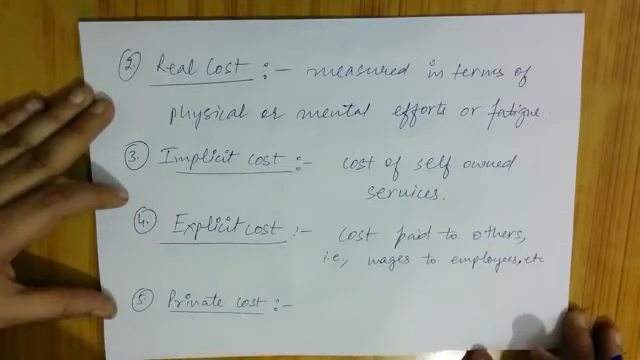 2. Real Cost :- measured in terms of
physical or mental efforts or fatigue.
3. Implicit cost :- cost of self owned
services.
4. Explicit cost :- cost paid to others,
i.e, wages to employees, etc
5. Private cost :-